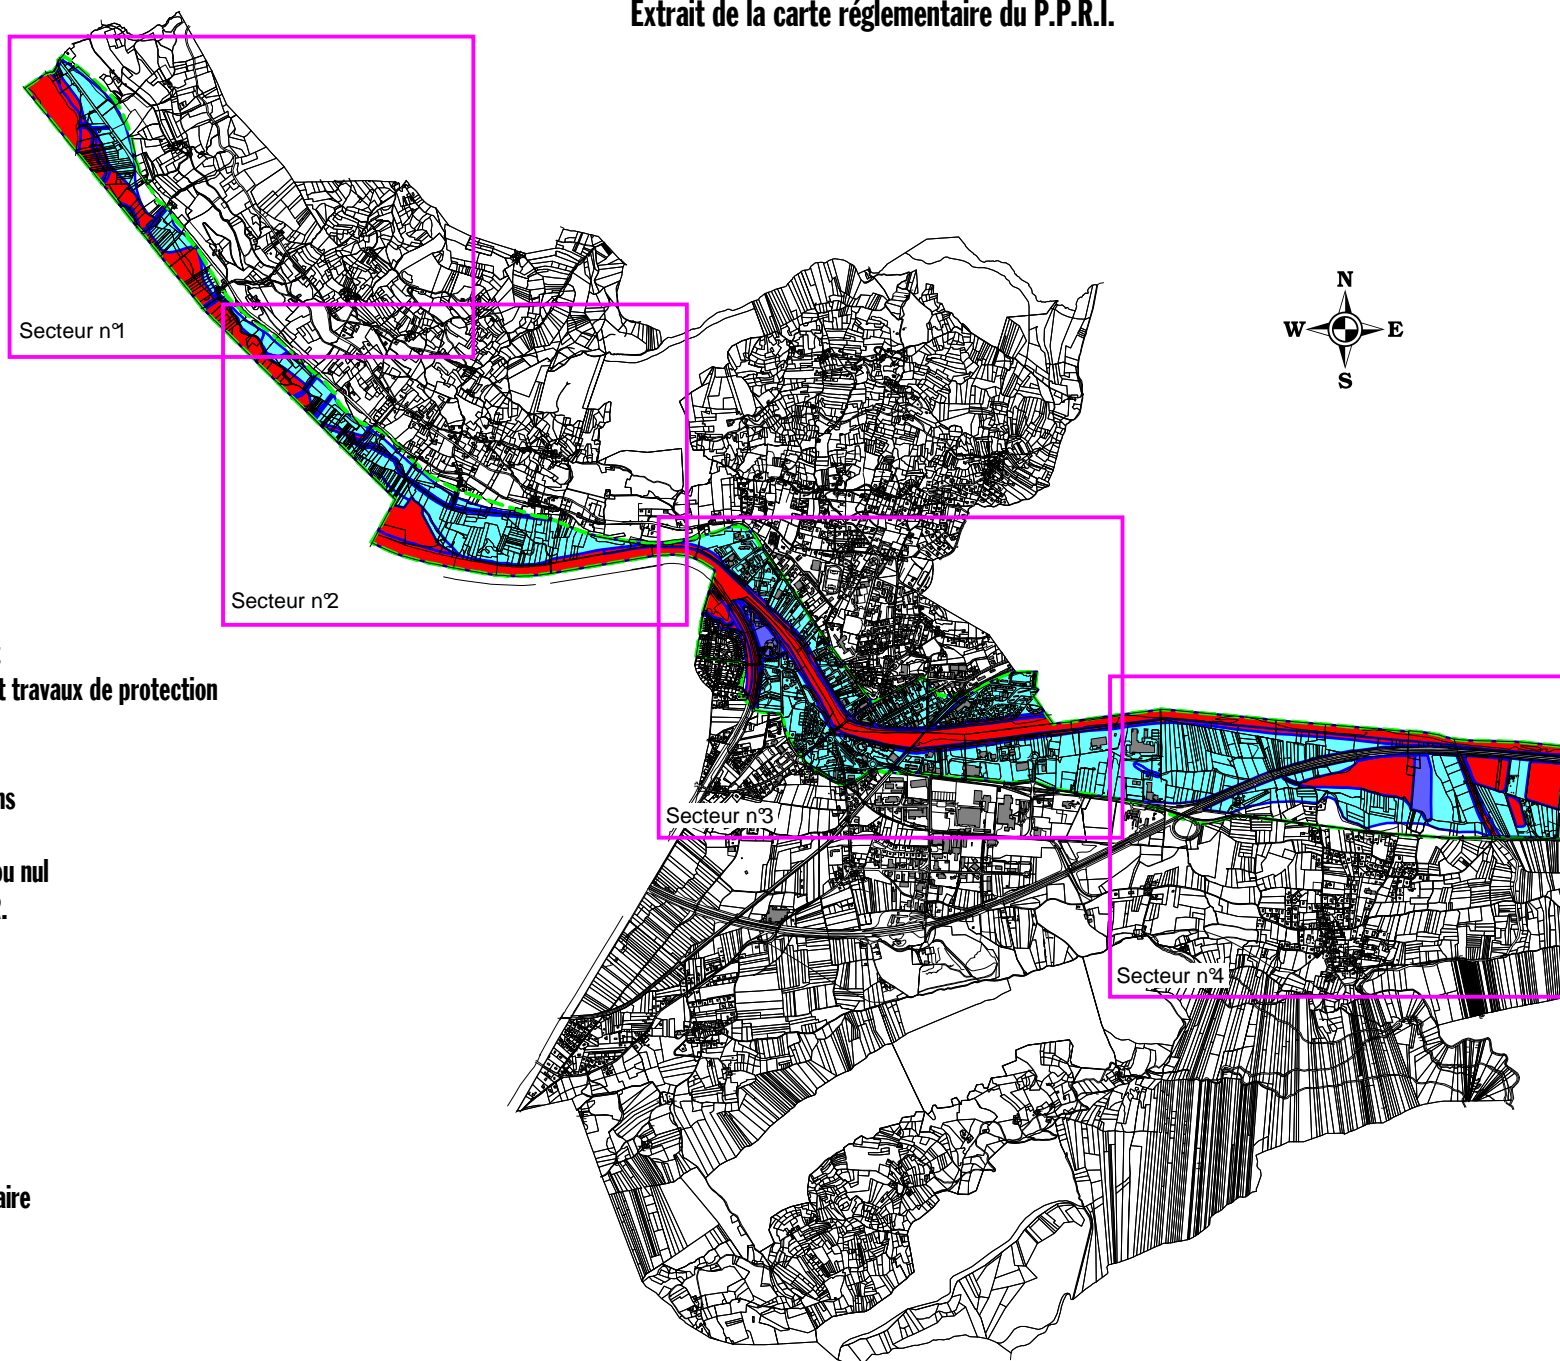 Extrait de la carte réglementaire du P.P.R.I.
N
W E
S
Secteur n°1
Secteur n°2
t travaux de protection
ns
Secteur n°3
ou nul
Secteur n°4
aire